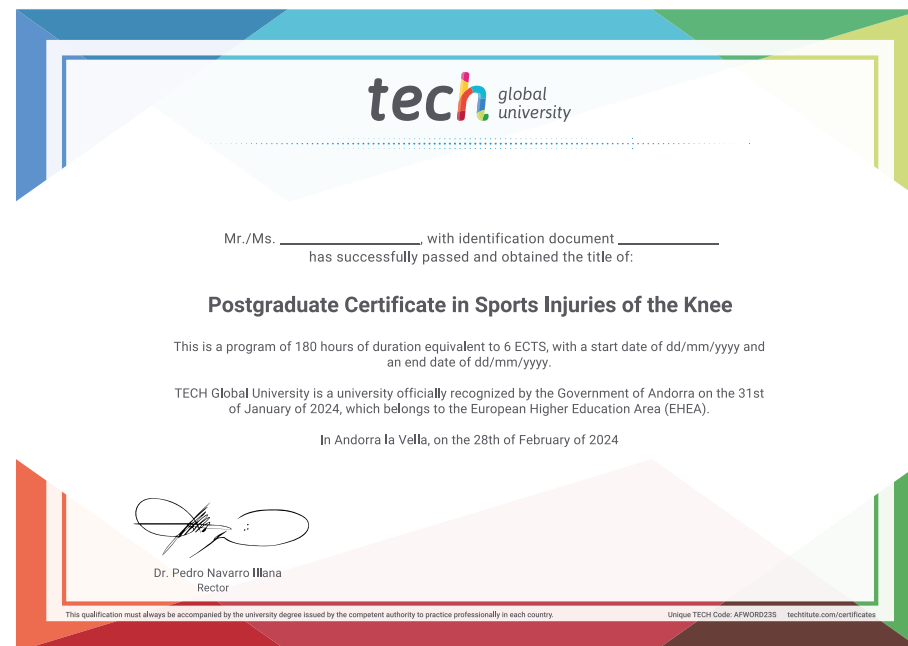 tech global university
Mr./Ms. ____________________, with identification document ______________
has successfully passed and obtained the title of:
Postgraduate Certificate in Sports Injuries of the Knee
This is a program of 180 hours of duration equivalent to 6 ECTS, with a start date of dd/mm/yyyy and
an end date of dd/mm/yyyy.
TECH Global University is a university officially recognized by the Government of Andorra on the 31st
of January of 2024, which belongs to the European Higher Education Area (EHEA).
In Andorra la Vella, on the 28th of February of 2024
Dr. Pedro Navarro Illana
Rector
This qualification must always be accompanied by the university degree issued by the competent authority to practice professionally in each country.
Unique TECH Code: AFWORD23S techtitute.com/certificates